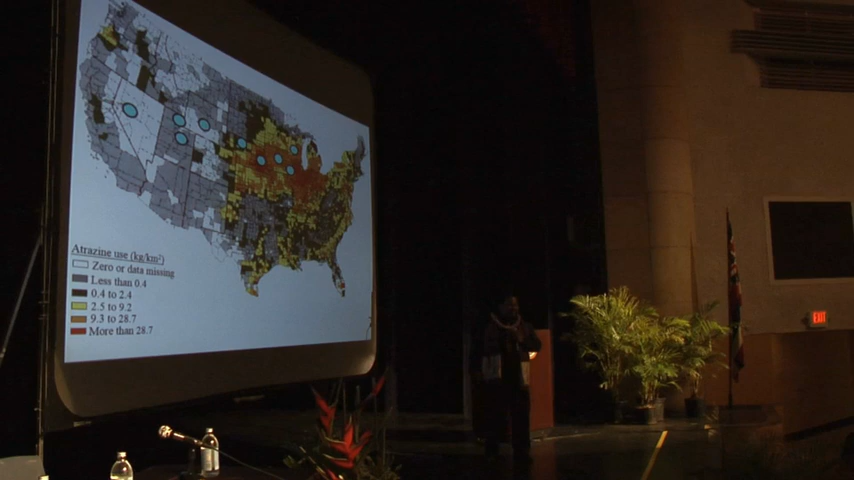 Atrazine use (kg/km²)
Zero or data missing
Less than 0.4
0.4 to 2.4
2.5 to 9.2
9.3 to 28.7
More than 28.7
EXIT